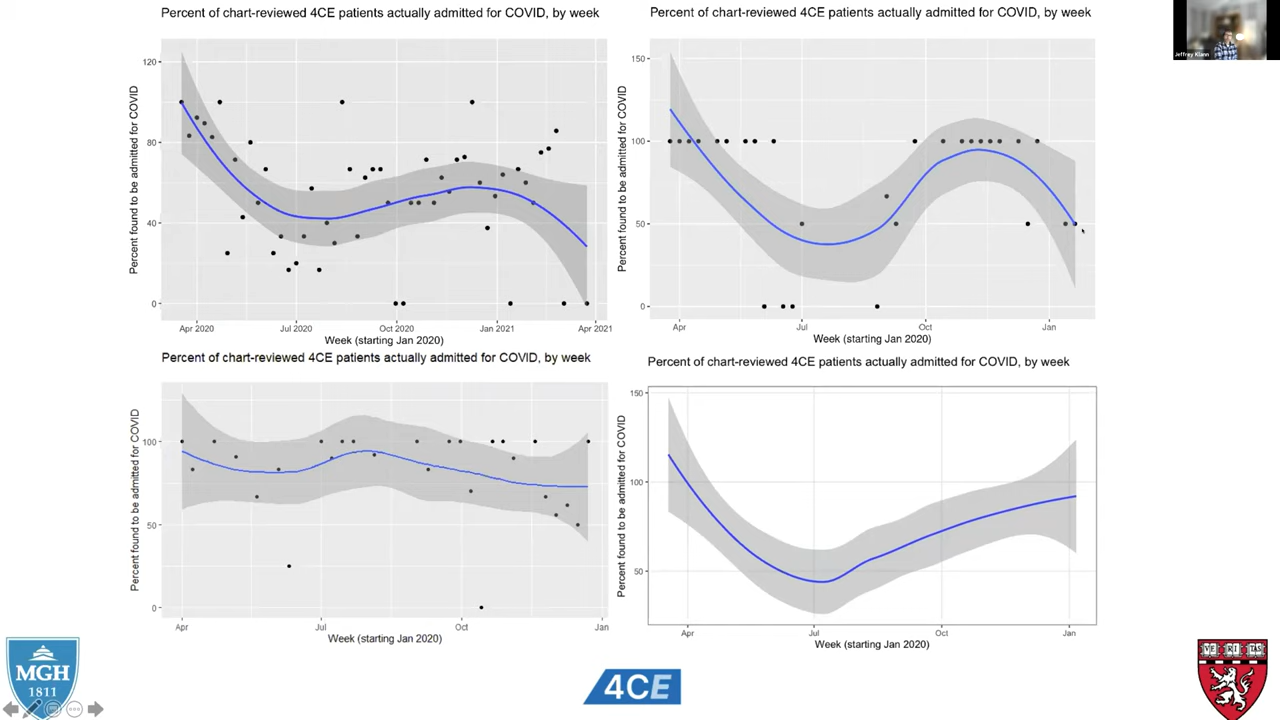 Percent of chart-reviewed 4CE patients actually admitted for COVID, by week
Percent found to be admitted for COVID
120
80
40
0
Apr 2020
Jul 2020
Oct 2020
Jan 2021
Apr 2021
Week (starting Jan 2020)
Percent of chart-reviewed 4CE patients actually admitted for COVID, by week
Percent found to be admitted for COVID
150
100
50
0
Apr
Jul
Oct
Jan
Week (starting Jan 2020)
Jeffrey Klann
Percent of chart-reviewed 4CE patients actually admitted for COVID, by week
Percent found to be admitted for COVID
100
50
0
Apr
Jul
Oct
Jan
Week (starting Jan 2020)
Percent of chart-reviewed 4CE patients actually admitted for COVID, by week
Percent found to be admitted for COVID
150
100
50
Apr
Jul
Oct
Jan
Week (starting Jan 2020)
MGH
1811
4CE
VE RI TAS